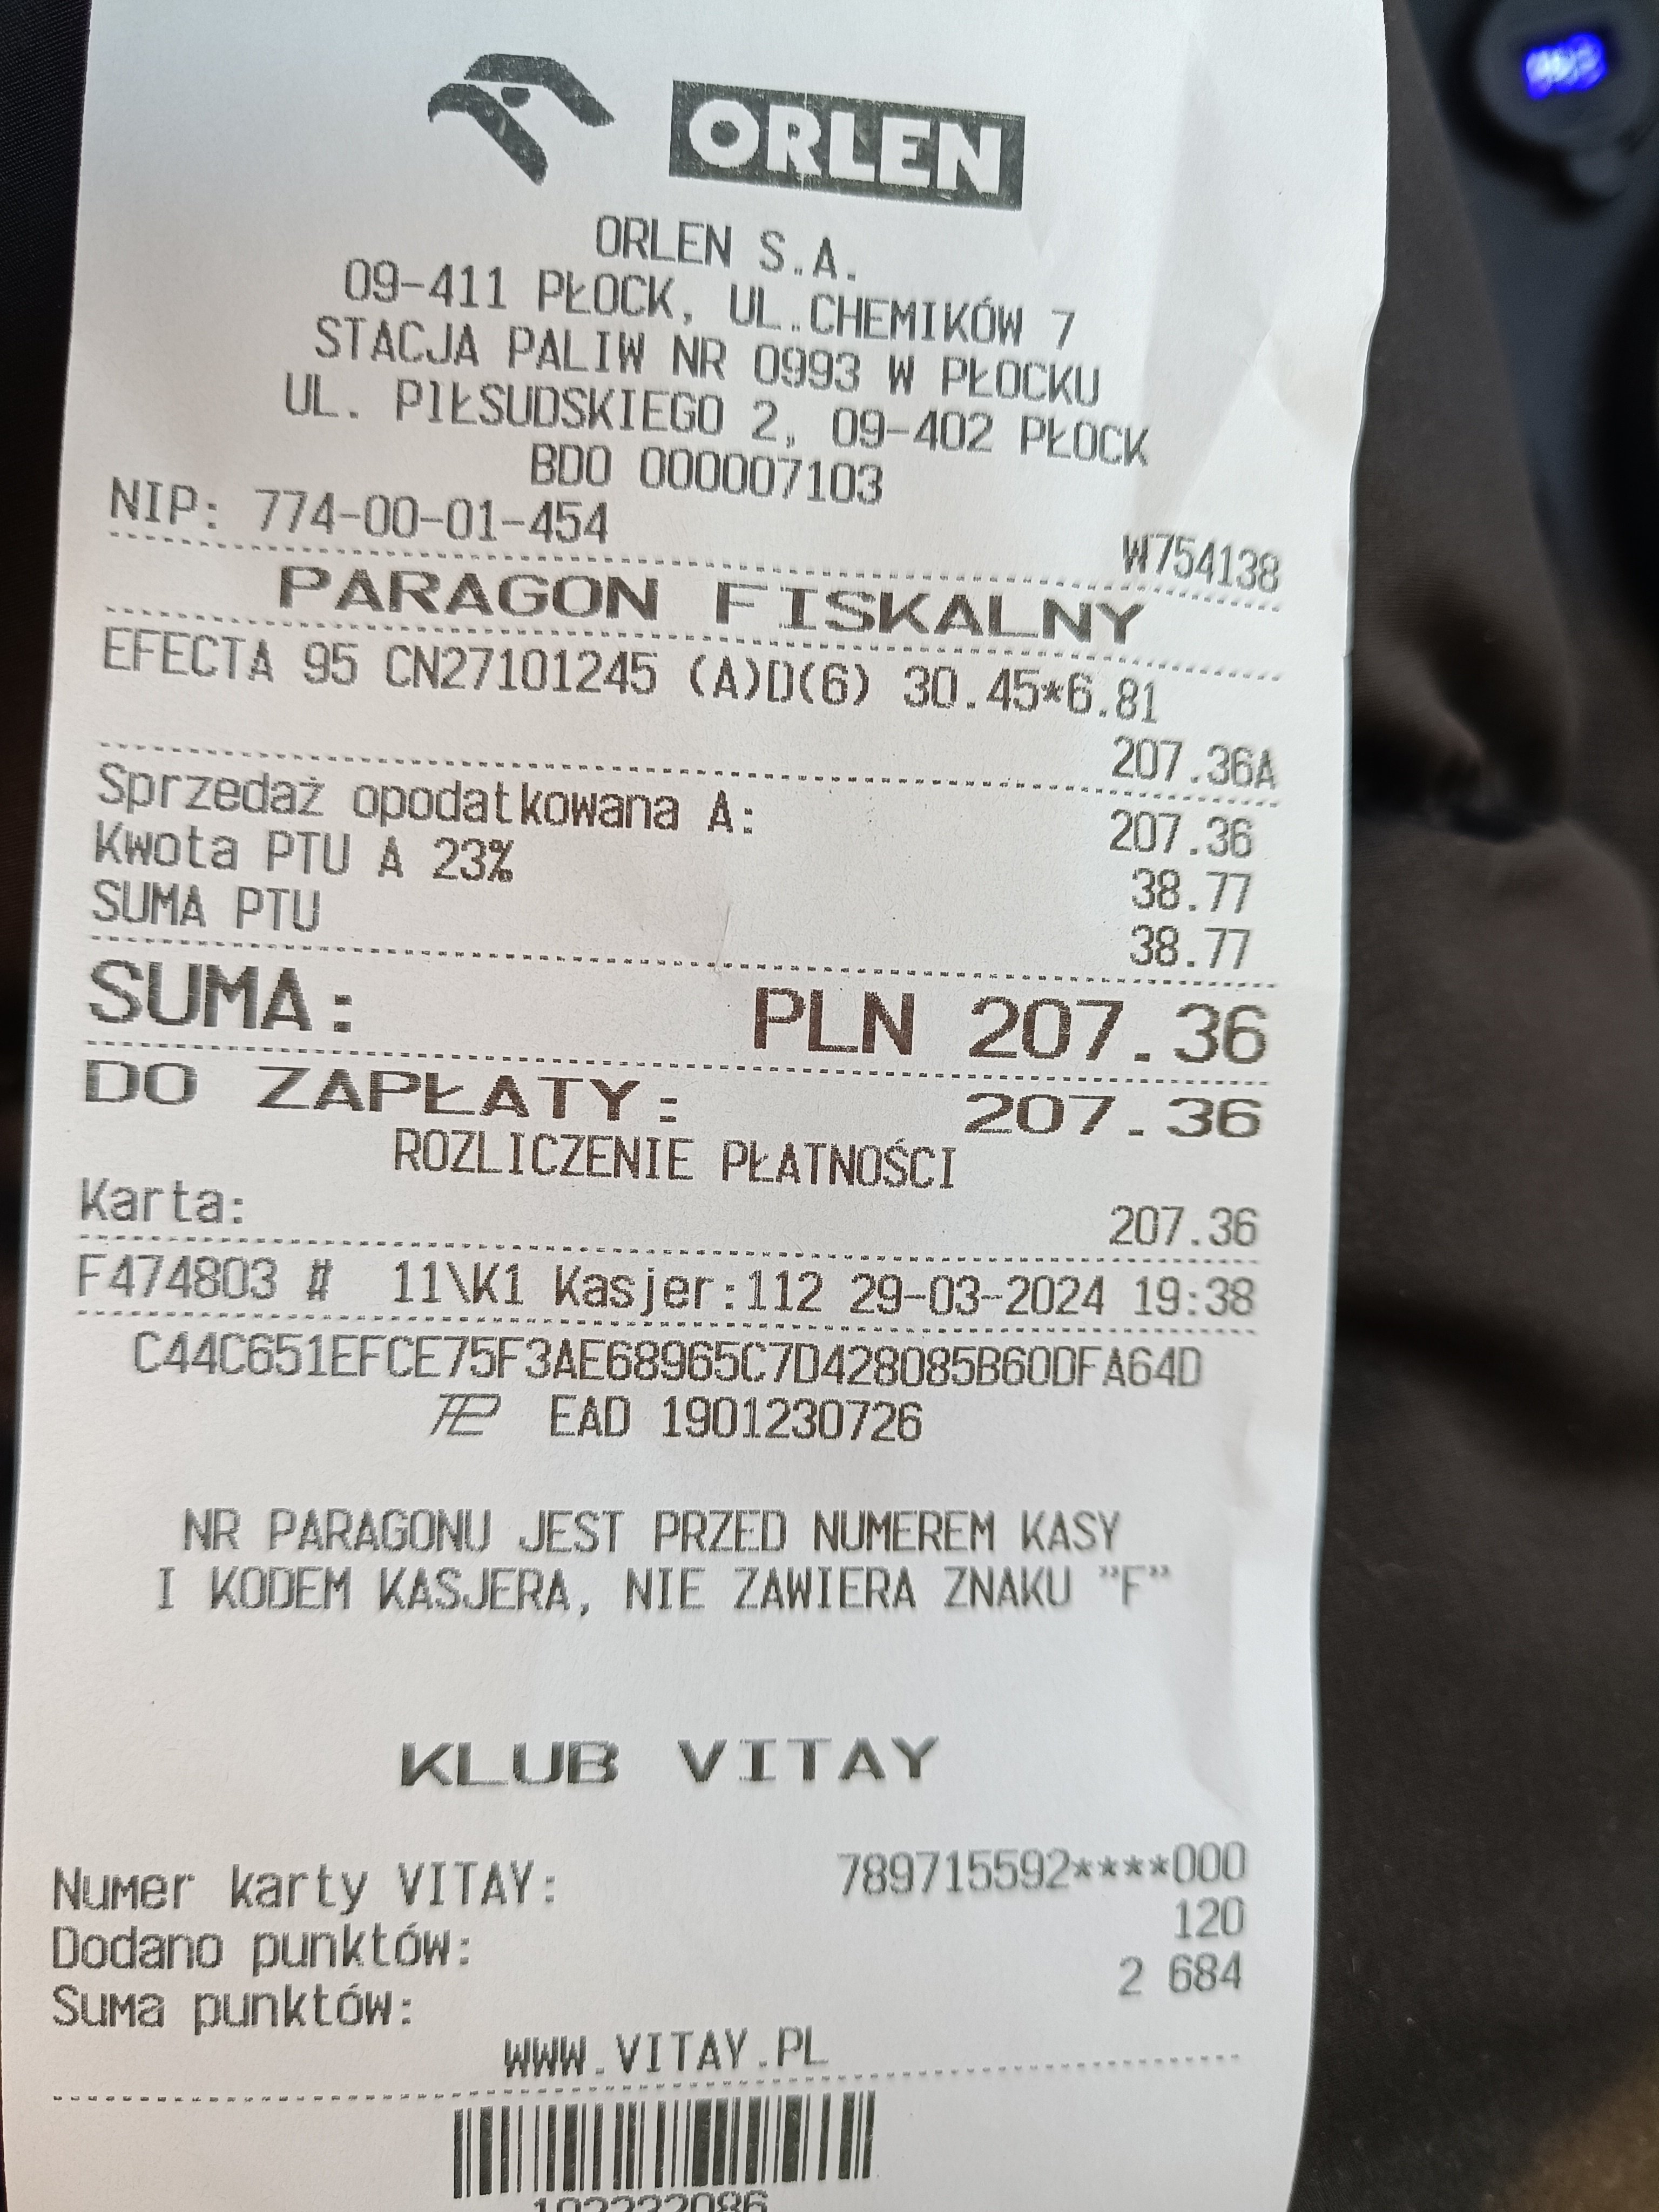 ORLEN
ORLEN S.A.
09-411 PŁOCK, UL.CHEMIKÓW 7
STACJA PALIW NR 0993 W PŁOCKU
UL. PIŁSUDSKIEGO 2, 09-402 PŁOCK
BDO 000007103
NIP: 774-00-01-454 W754138
PARAGON FISKALNY
EFECTA 95 CN27101245 (A)D(6) 30.45*6.81
207.36A
Sprzedaż opodatkowana A: 207.36
Kwota PTU A 23% 38.77
SUMA PTU 38.77
SUMA: PLN 207.36
DO ZAPŁATY: 207.36
ROZLICZENIE PŁATNOŚCI
Karta: 207.36
F474803 # 11\K1 Kasjer:112 29-03-2024 19:38
C44C651EFCE75F3AE68965C7D428085B60DFA64D
EAD 1901230726
NR PARAGONU JEST PRZED NUMEREM KASY
I KODEM KASJERA, NIE ZAWIERA ZNAKU "F"
KLUB VITAY
Numer karty VITAY: 789715592****000
Dodano punktów: 120
Suma punktów: 2 684
WWW.VITAY.PL